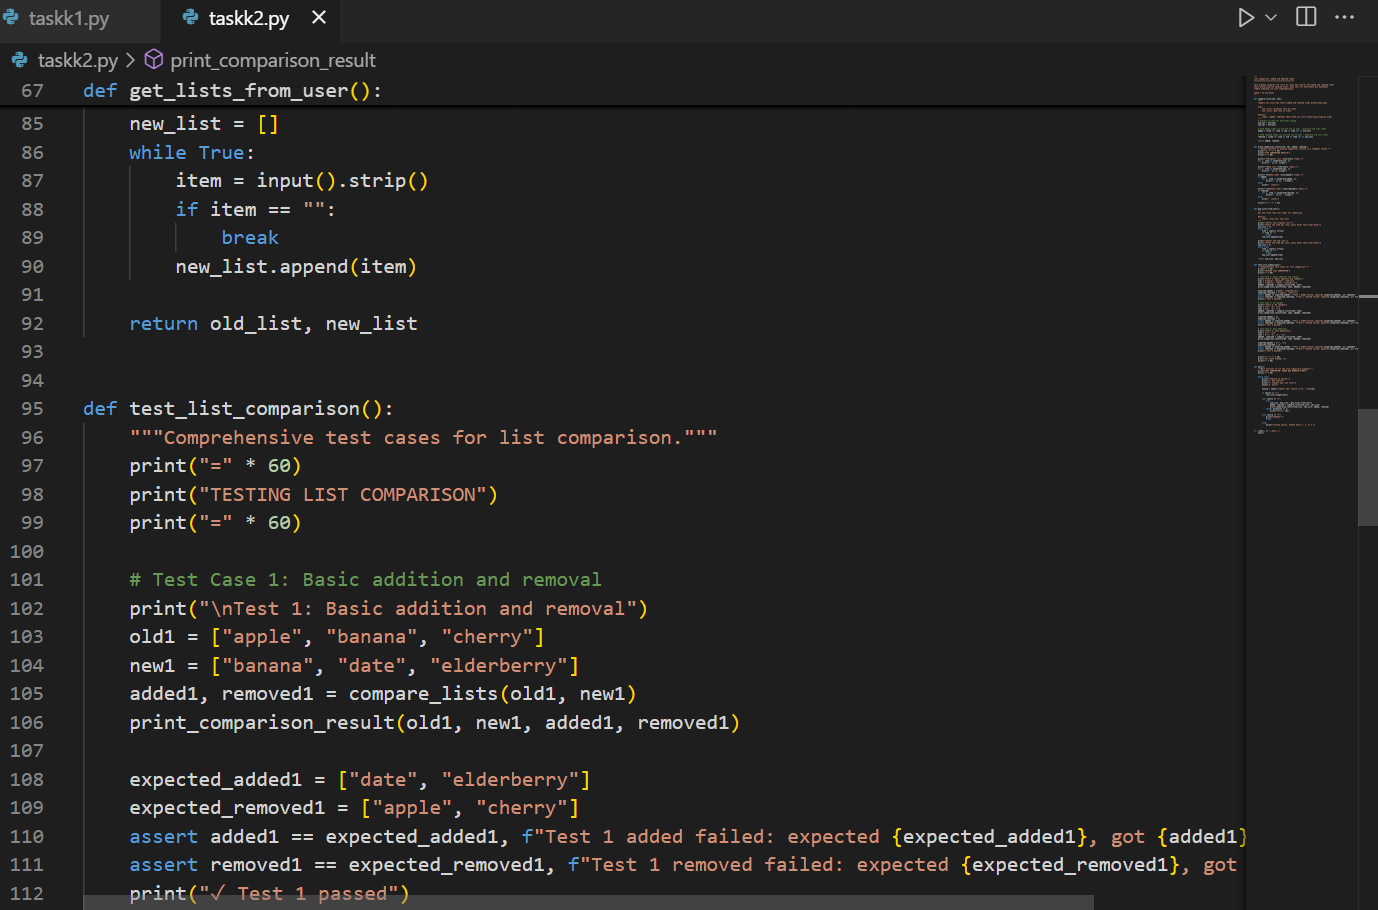 taskk1.py
taskk2.py
taskk2.py > print_comparison_result
67 def get_lists_from_user():
85     new_list = []
86     while True:
87         item = input().strip()
88         if item == "":
89             break
90         new_list.append(item)
91
92     return old_list, new_list
93
94
95 def test_list_comparison():
96     """Comprehensive test cases for list comparison."""
97     print("=" * 60)
98     print("TESTING LIST COMPARISON")
99     print("=" * 60)
100
101     # Test Case 1: Basic addition and removal
102     print("\nTest 1: Basic addition and removal")
103     old1 = ["apple", "banana", "cherry"]
104     new1 = ["banana", "date", "elderberry"]
105     added1, removed1 = compare_lists(old1, new1)
106     print_comparison_result(old1, new1, added1, removed1)
107
108     expected_added1 = ["date", "elderberry"]
109     expected_removed1 = ["apple", "cherry"]
110     assert added1 == expected_added1, f"Test 1 added failed: expected {expected_added1}, got {added1}
111     assert removed1 == expected_removed1, f"Test 1 removed failed: expected {expected_removed1}, got
112     print("✓ Test 1 passed")